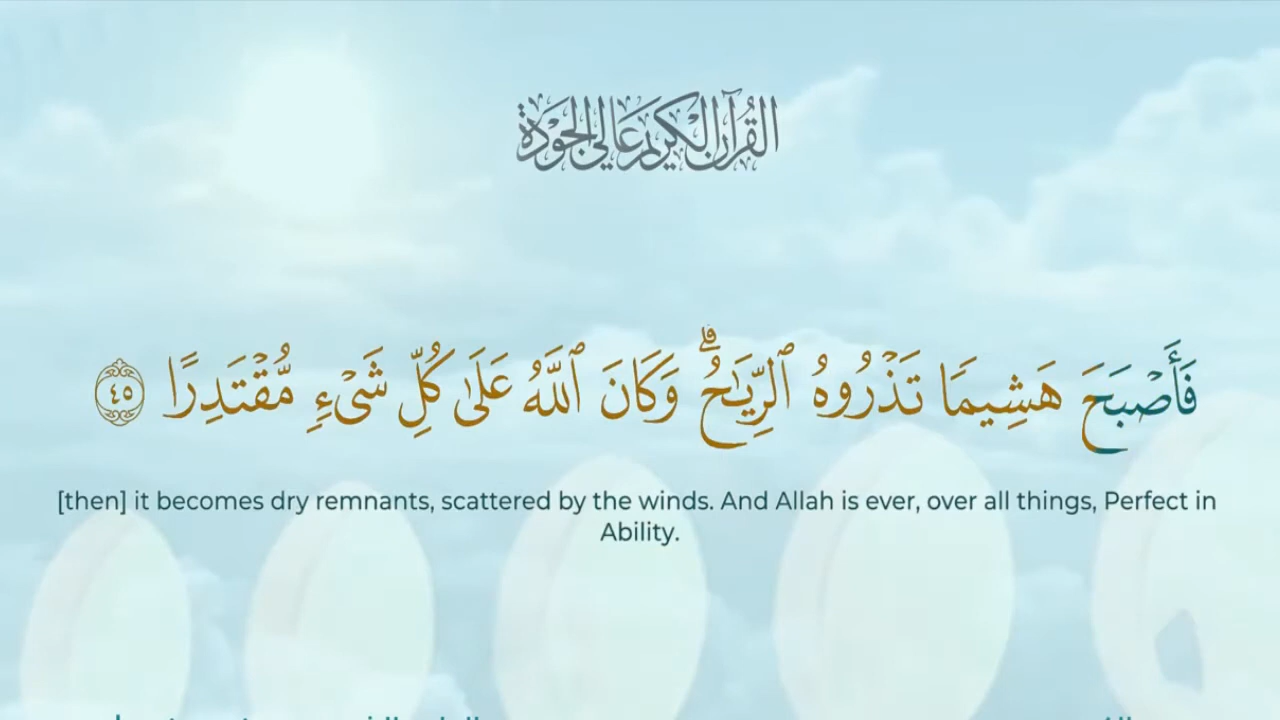 القرآن الكريم عالي الجودة
فَأَصْبَحَ هَشِيمًا تَذْرُوهُ ٱلرِّيَـٰحُ ۗ وَكَانَ ٱللَّهُ عَلَىٰ كُلِّ شَىْءٍ مُّقْتَدِرًا ٤٥
[then] it becomes dry remnants, scattered by the winds. And Allah is ever, over all things, Perfect in
Ability.